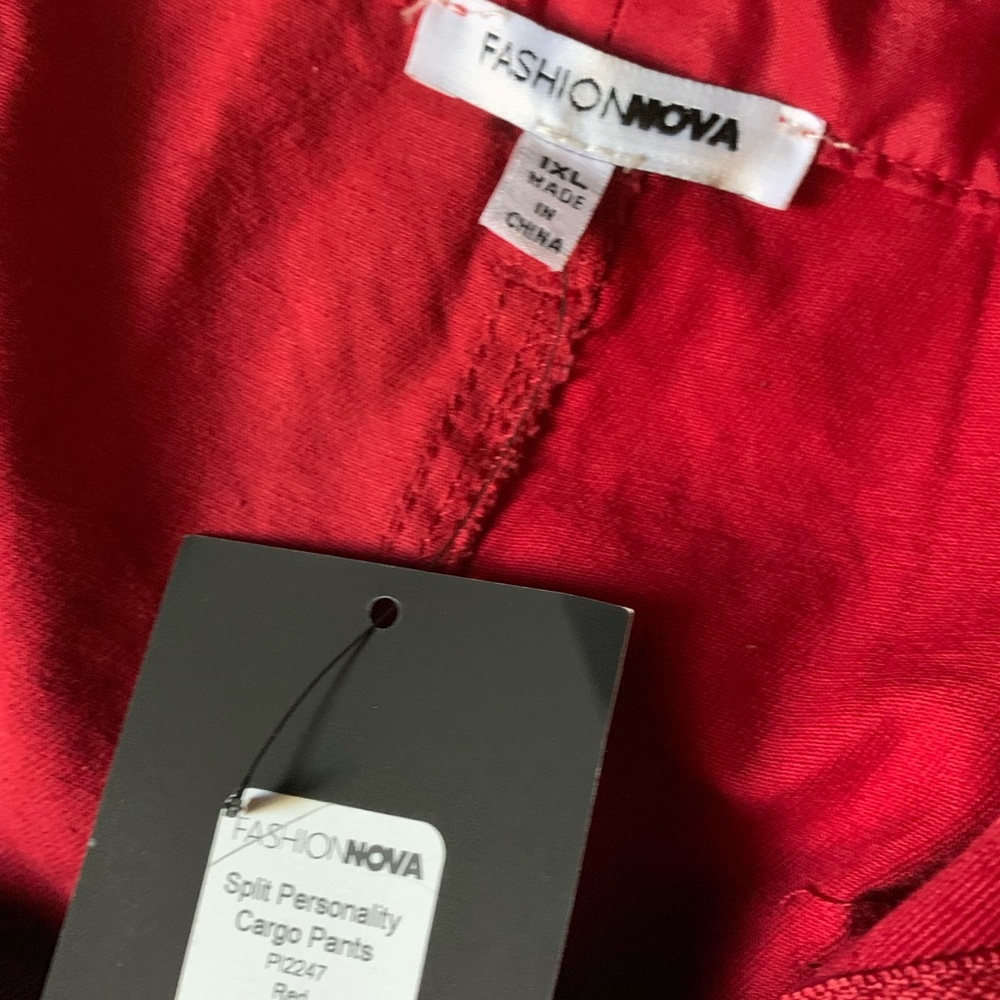 FASHIONNOVA
1XL
MADE
IN
CHINA
FASHIONNOVA
Split Personality
Cargo Pants
PI2247
Red